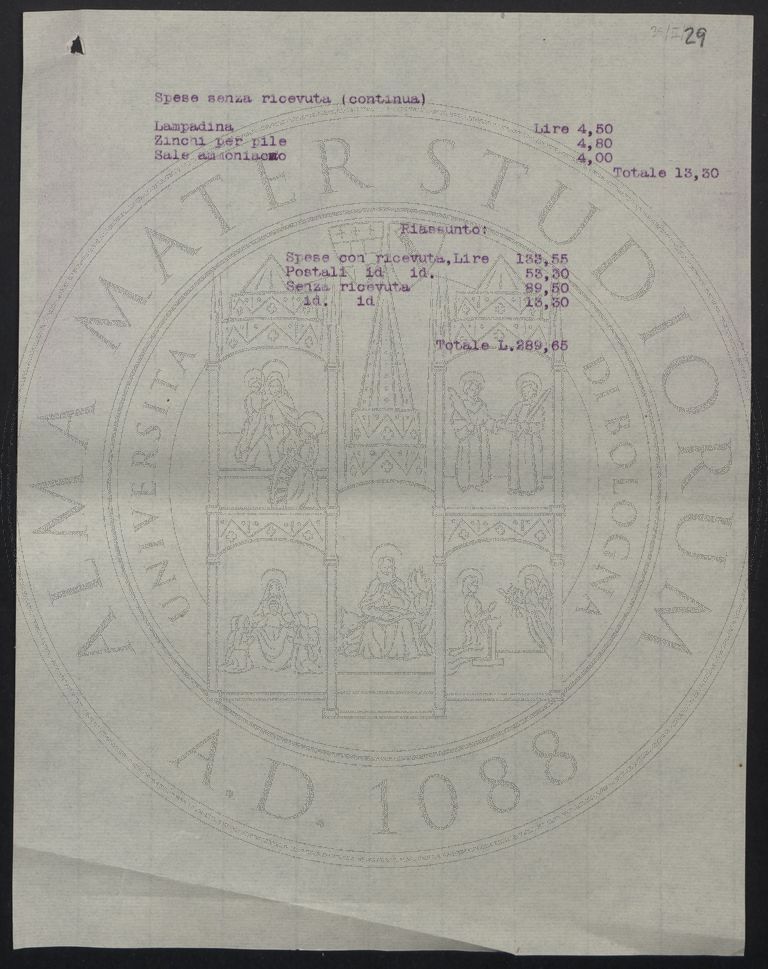 29
Spese senza ricevuta (continua)
Lampadina Lire 4,50
Zinchi per pile 4,80
Sale ammoniaco 4,00
Totale 13,30
Riassunto:
Spese con ricevuta, Lire 133,55
Postali id id. 53,30
Senza ricevuta 89,50
id. id 13,30
Totale L.289,65
ALMA MATER STUDIORUM
UNIVERSITA DI BOLOGNA
A.D. 1088